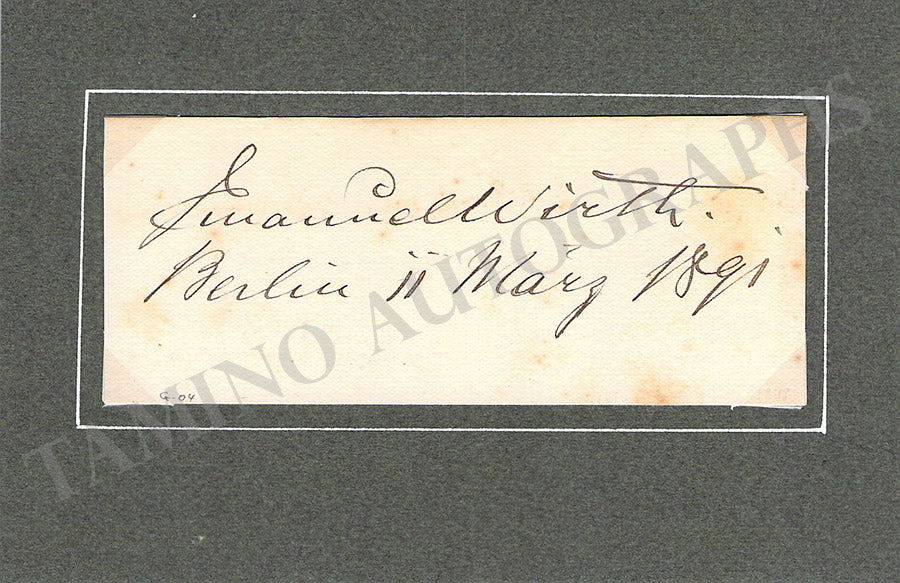 Emanuel Wirth.
Berlin 11 März 1891
G-04
TAMINO AUTOGRAPHS